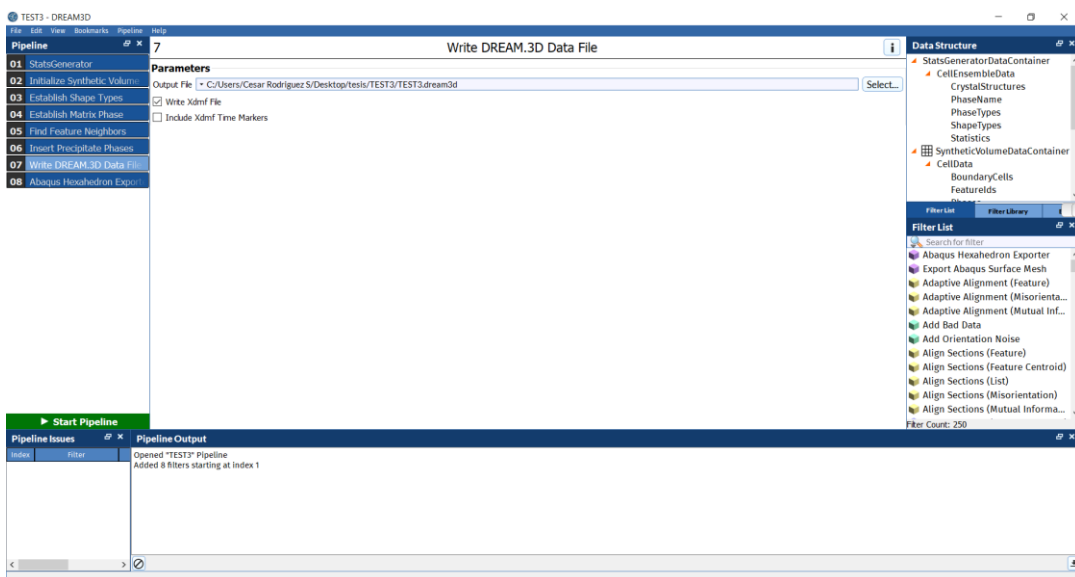 TEST3 - DREAM3D
File Edit View Bookmarks Pipeline Help
Pipeline
01 StatsGenerator
02 Initialize Synthetic Volume
03 Establish Shape Types
04 Establish Matrix Phase
05 Find Feature Neighbors
06 Insert Precipitate Phases
07 Write DREAM.3D Data File
08 Abaqus Hexahedron Exporte
Start Pipeline
7 Write DREAM.3D Data File
Parameters
Output File C:/Users/Cesar Rodriguez S/Desktop/tesis/TEST3/TEST3.dream3d Select...
Write Xdmf File
Include Xdmf Time Markers
Data Structure
StatsGeneratorDataContainer
CellEnsembleData
CrystalStructures
PhaseName
PhaseTypes
ShapeTypes
Statistics
SyntheticVolumeDataContainer
CellData
BoundaryCells
FeatureIds
Filter List Filter Library
Filter List
Search for filter
Abaqus Hexahedron Exporter
Export Abaqus Surface Mesh
Adaptive Alignment (Feature)
Adaptive Alignment (Misorienta...
Adaptive Alignment (Mutual Inf...
Add Bad Data
Add Orientation Noise
Align Sections (Feature)
Align Sections (Feature Centroid)
Align Sections (List)
Align Sections (Misorientation)
Align Sections (Mutual Informa...
Filter Count: 250
Pipeline Issues
Index Filter
Pipeline Output
Opened "TEST3" Pipeline
Added 8 filters starting at index 1